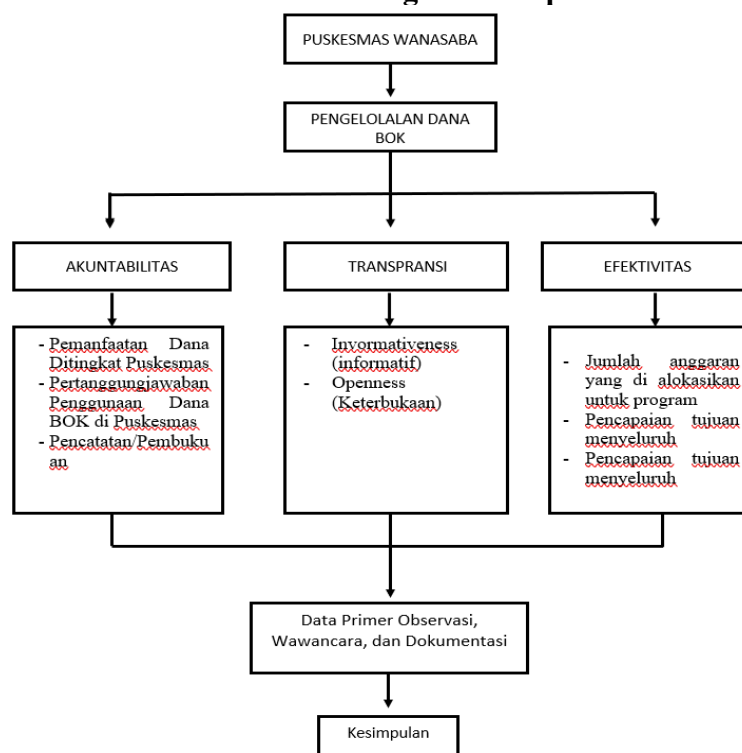 PUSKESMAS WANASABA
PENGELOLALAN DANA
BOK
AKUNTABILITAS
TRANSPRANSI
EFEKTIVITAS
- Pemanfaatan Dana
Ditingkat Puskesmas
- Pertanggungjawaban
Penggunaan Dana
BOK di Puskesmas
- Pencatatan/Pembuku
an
- Invormativeness
(informatif)
- Openness
(Keterbukaan)
- Jumlah anggaran
yang di alokasikan
untuk program
- Pencapaian tujuan
menyeluruh
- Pencapaian tujuan
menyeluruh
Data Primer Observasi,
Wawancara, dan Dokumentasi
Kesimpulan